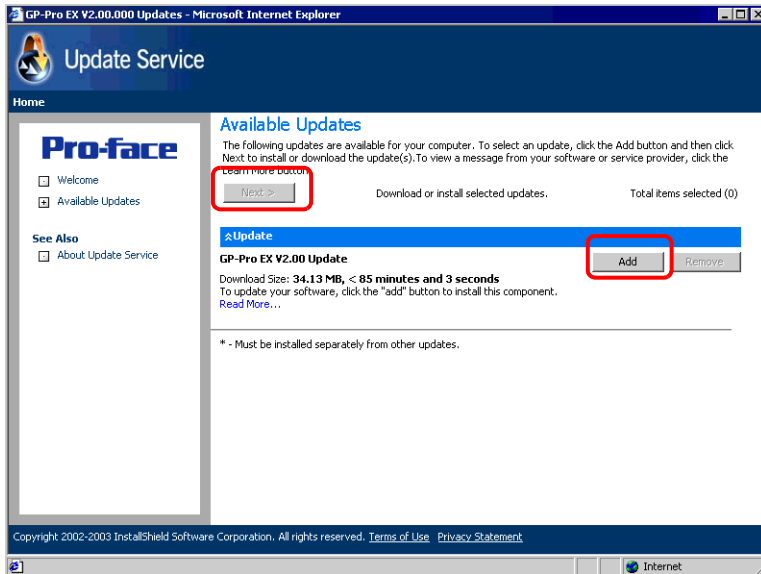 GP-Pro EX V2.00.000 Updates - Microsoft Internet Explorer
Update Service
Home
Pro-face
Welcome
Available Updates
See Also
About Update Service
Available Updates
The following updates are available for your computer. To select an update, click the Add button and then click
Next to install or download the update(s).To view a message from your software or service provider, click the
Learn More button
Next >
Download or install selected updates.
Total items selected (0)
Update
GP-Pro EX V2.00 Update
Add
Remove
Download Size: 34.13 MB, < 85 minutes and 3 seconds
To update your software, click the "add" button to install this component.
Read More...
* - Must be installed separately from other updates.
Copyright 2002-2003 InstallShield Software Corporation. All rights reserved. Terms of Use Privacy Statement
Internet